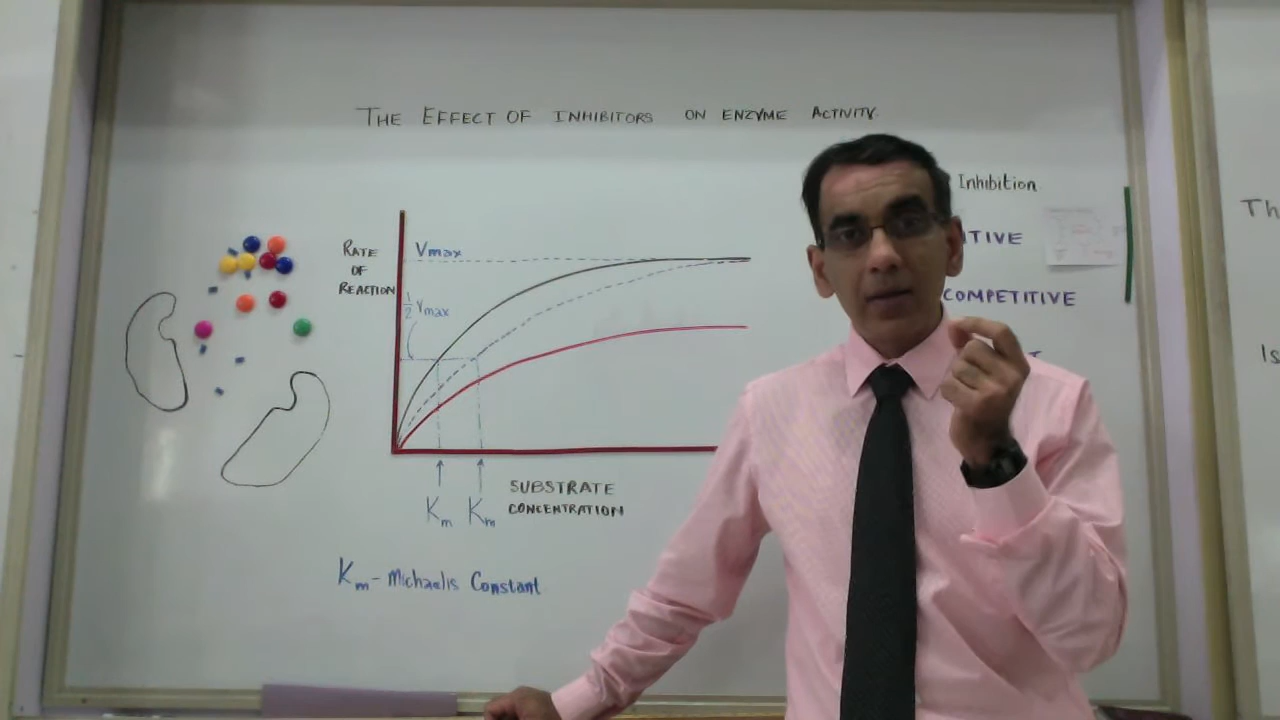 THE EFFECT OF INHIBITORS ON ENZYME ACTIVITY
Inhibition
TIVE
COMPETITIVE
RATE
OF
REACTION
Vmax
1/2 Vmax
Km Km
SUBSTRATE
CONCENTRATION
Km - Michaelis Constant
Th
Is